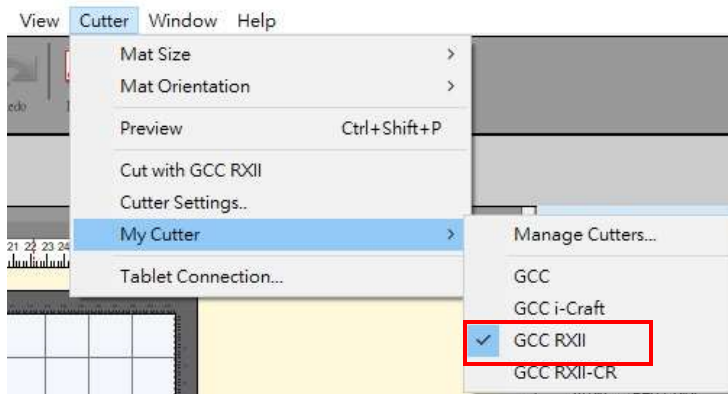 View Cutter Window Help
Mat Size
Mat Orientation
Preview Ctrl+Shift+P
Cut with GCC RXII
Cutter Settings..
My Cutter
Tablet Connection...
21 22 23 24
Manage Cutters...
GCC
GCC i-Craft
GCC RXII
GCC RXII-CR